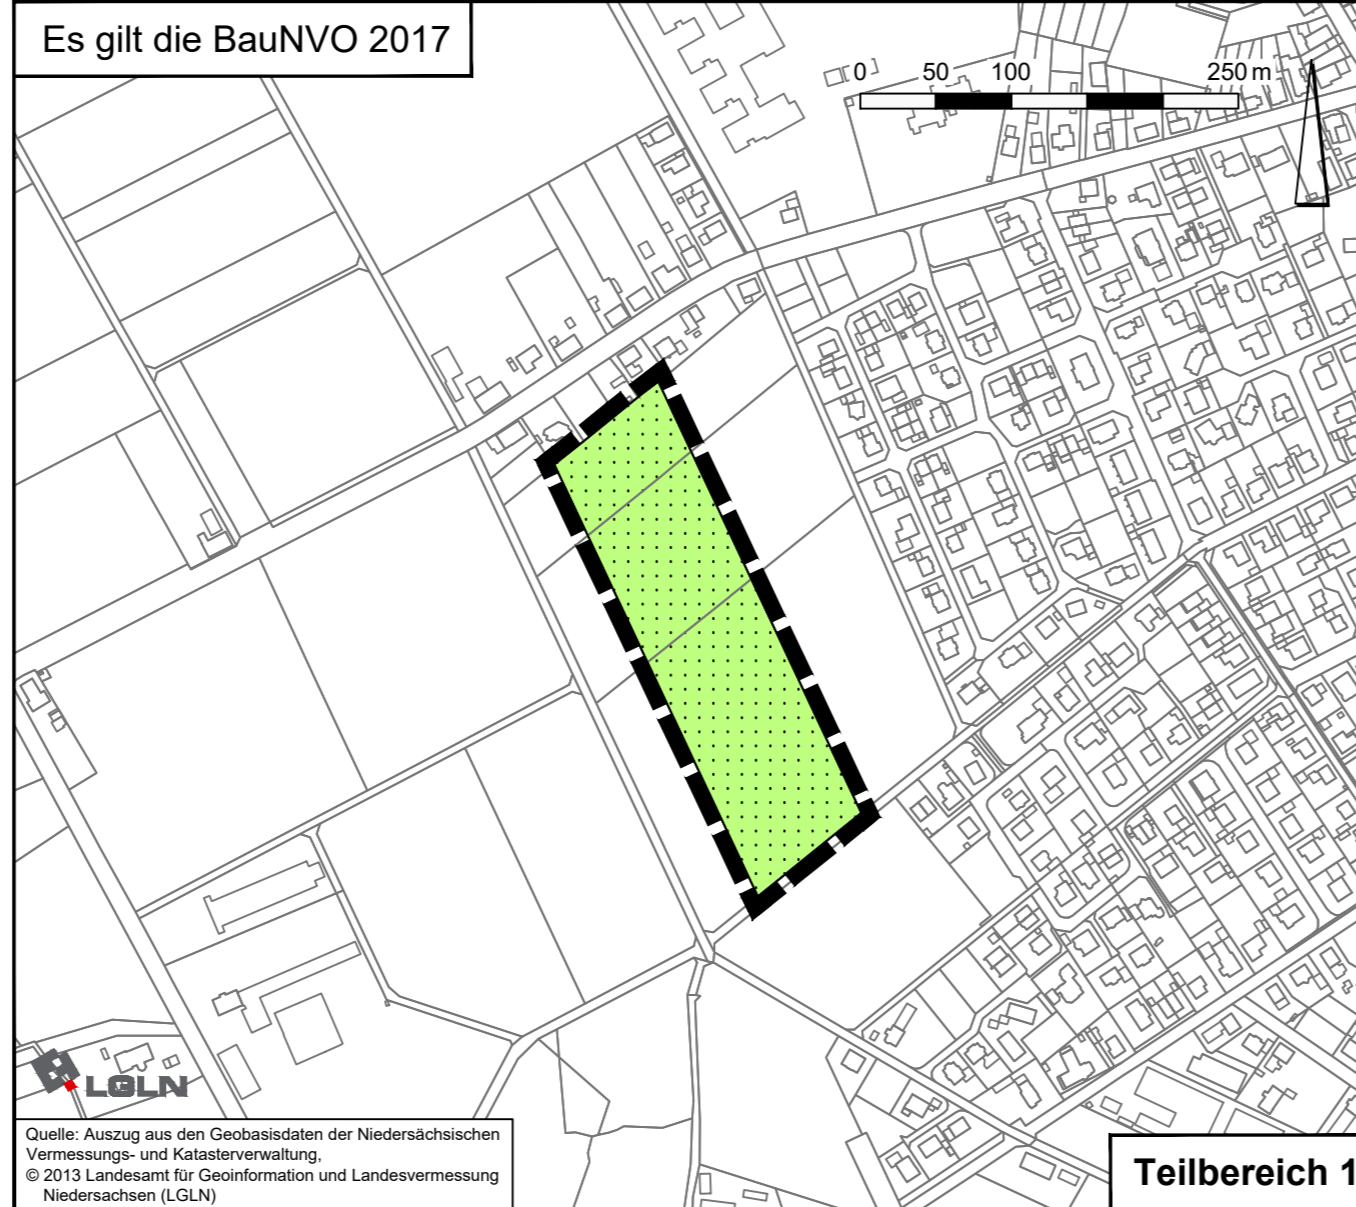 Es gilt die BauNVO 2017
0 50 100 250 m
LGLN
Quelle: Auszug aus den Geobasisdaten der Niedersächsischen
Vermessungs- und Katasterverwaltung,
© 2013 Landesamt für Geoinformation und Landesvermessung
Niedersachsen (LGLN)
Teilbereich 1